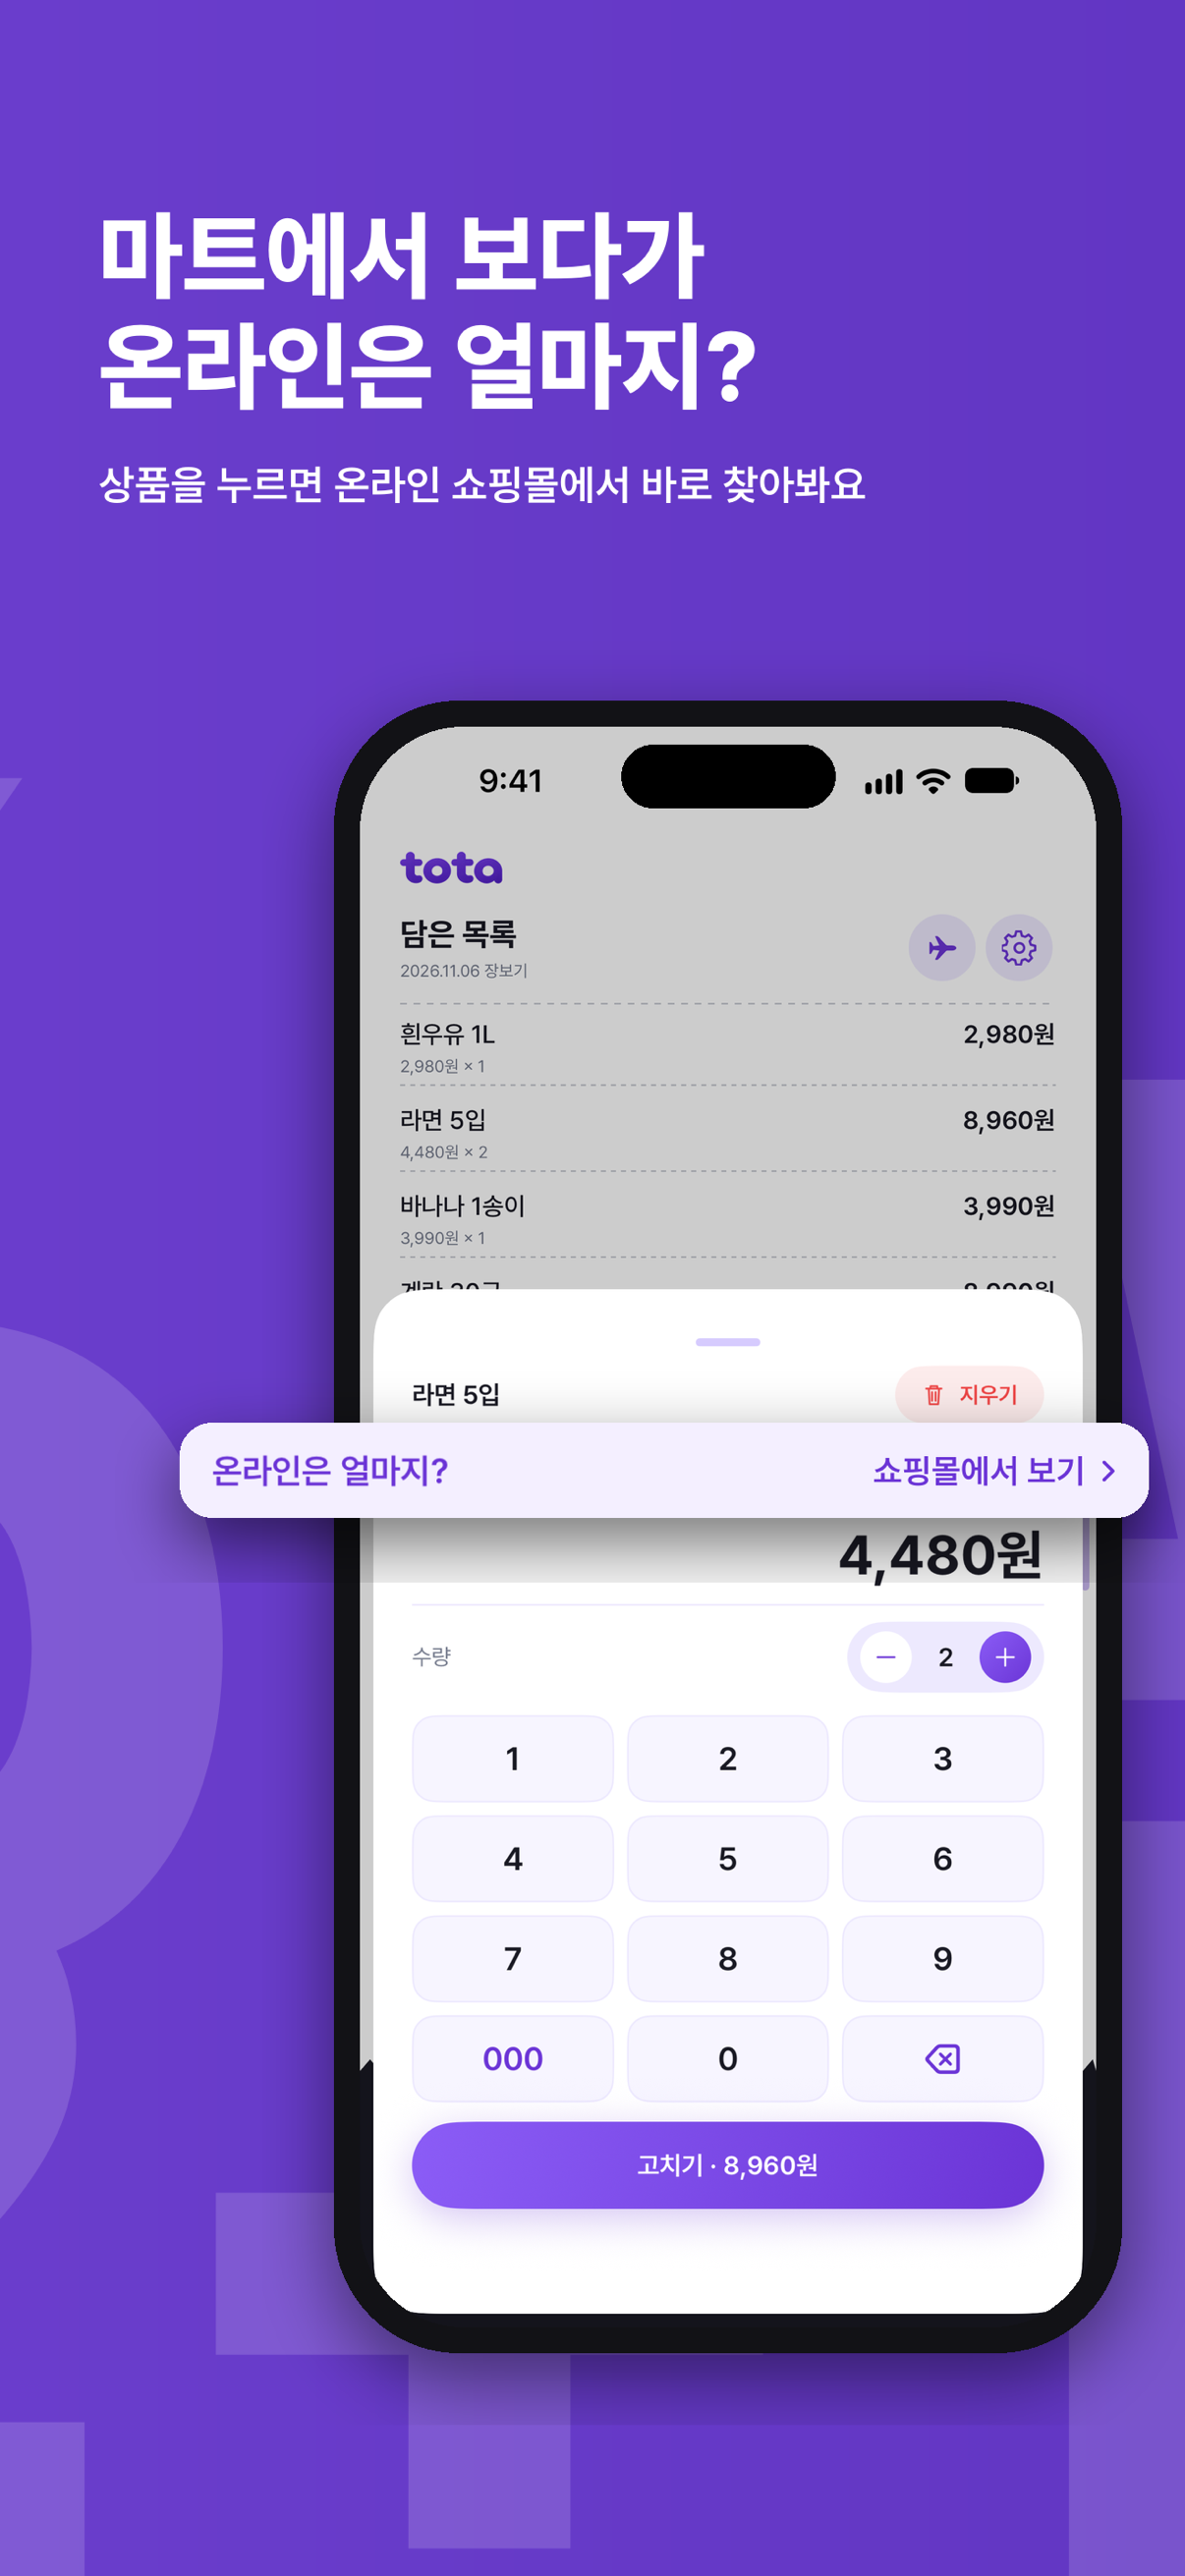 마트에서 보다가
온라인은 얼마지?
상품을 누르면 온라인 쇼핑몰에서 바로 찾아봐요
9:41
tota
담은 목록
2026.11.06 장보기
흰우유 1L 2,980원
2,980원 × 1
라면 5입 8,960원
4,480원 × 2
바나나 1송이 3,990원
3,990원 × 1
라면 5입 지우기
온라인은 얼마지? 쇼핑몰에서 보기
4,480원
수량 2
1 2 3
4 5 6
7 8 9
000 0
고치기 · 8,960원